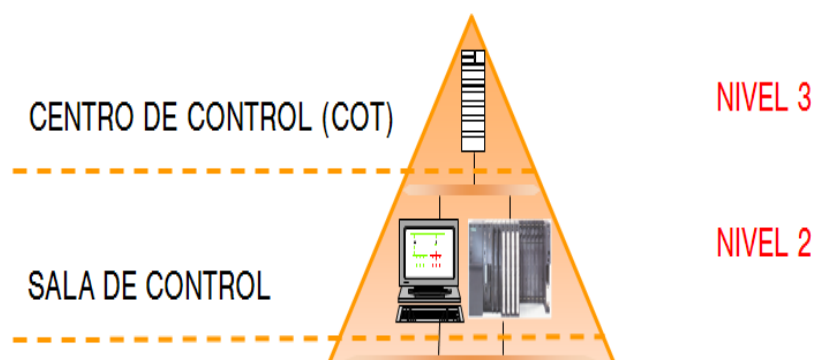 CENTRO DE CONTROL (COT)
NIVEL 3
SALA DE CONTROL
NIVEL 2